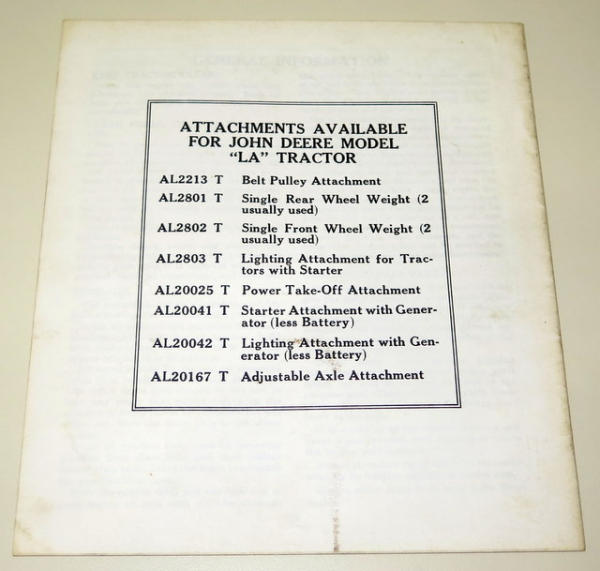 GENERAL INFORMATION
ATTACHMENTS AVAILABLE
FOR JOHN DEERE MODEL
“LA” TRACTOR
AL2213 T Belt Pulley Attachment
AL2801 T Single Rear Wheel Weight (2
usually used)
AL2802 T Single Front Wheel Weight (2
usually used)
AL2803 T Lighting Attachment for Trac-
tors with Starter
AL20025 T Power Take-Off Attachment
AL20041 T Starter Attachment with Gener-
ator (less Battery)
AL20042 T Lighting Attachment with Gen-
erator (less Battery)
AL20167 T Adjustable Axle Attachment